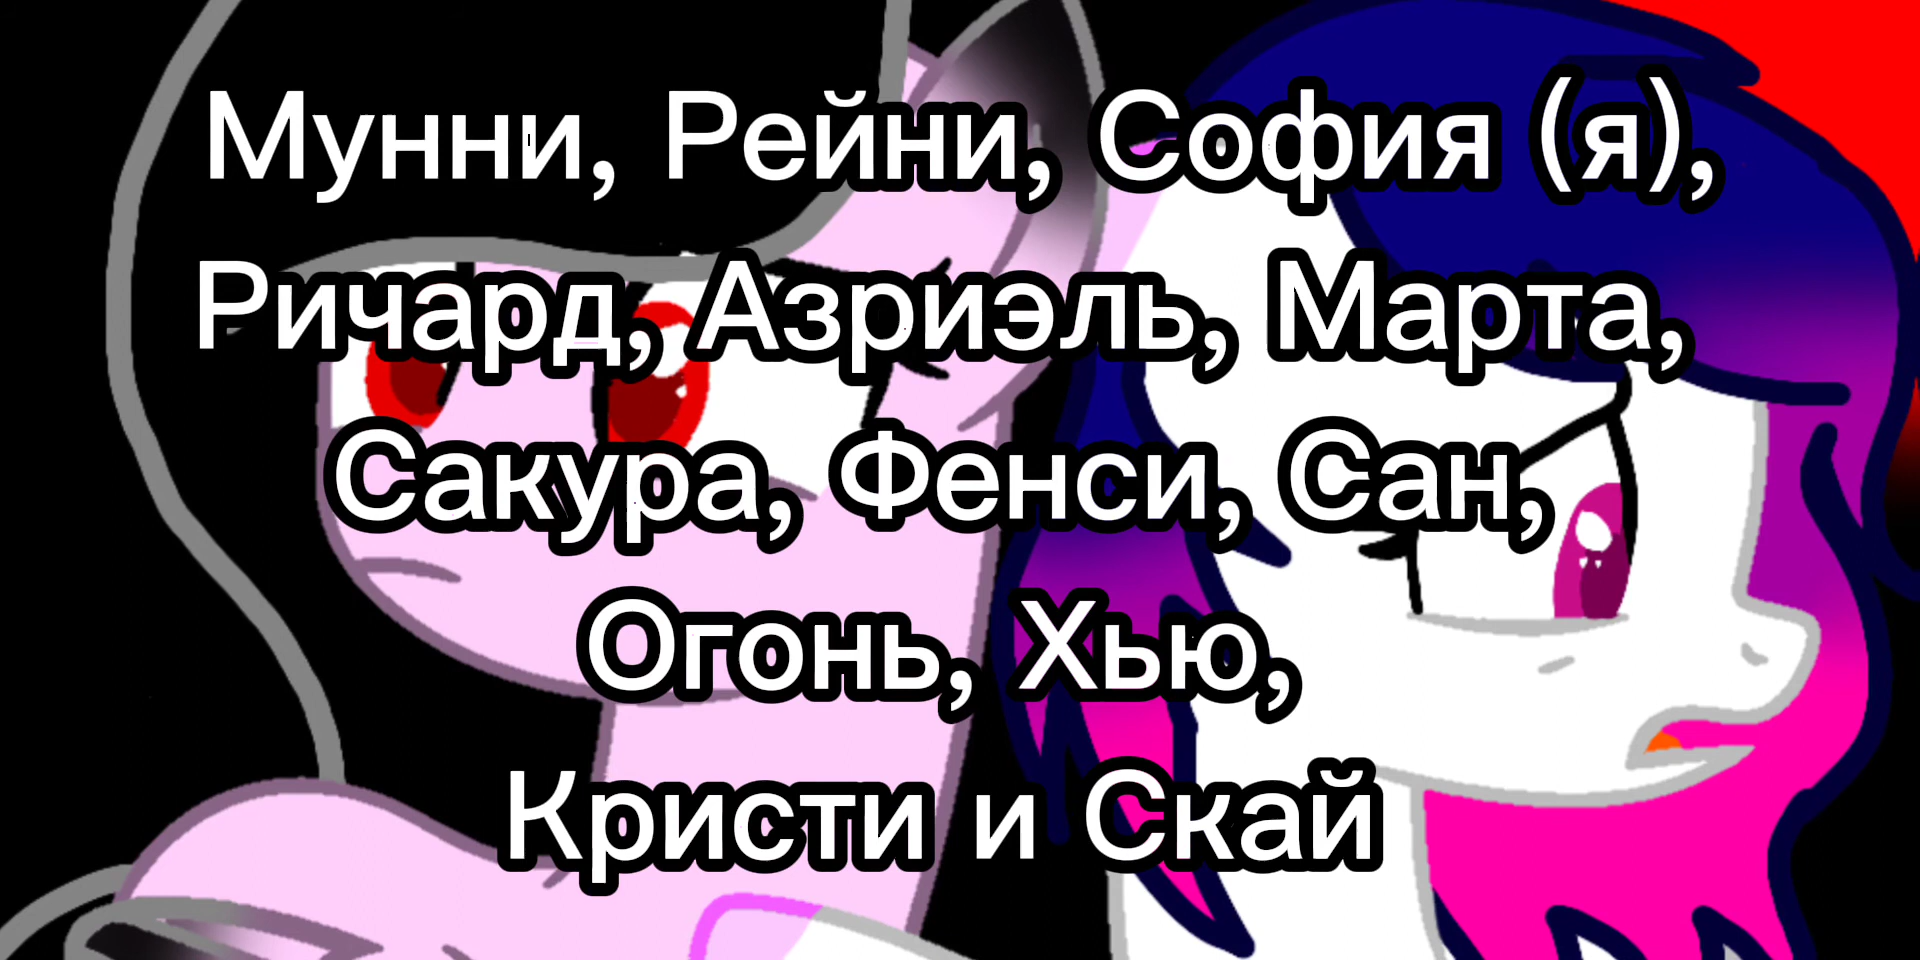 Мунни, Рейни, София (я),
Ричард, Азриэль, Марта,
Сакура, Фенси, Сан,
Огонь, Хью,
Кристи и Скай